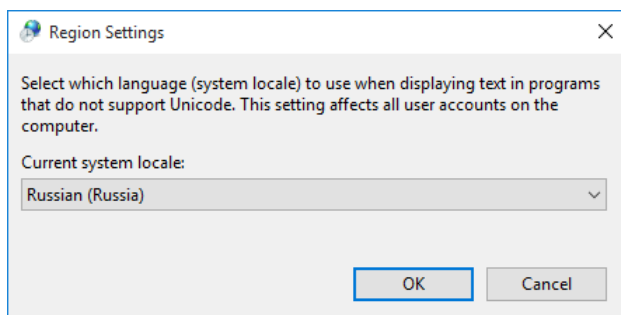 Region Settings
Select which language (system locale) to use when displaying text in programs
that do not support Unicode. This setting affects all user accounts on the
computer.
Current system locale:
Russian (Russia)
OK Cancel